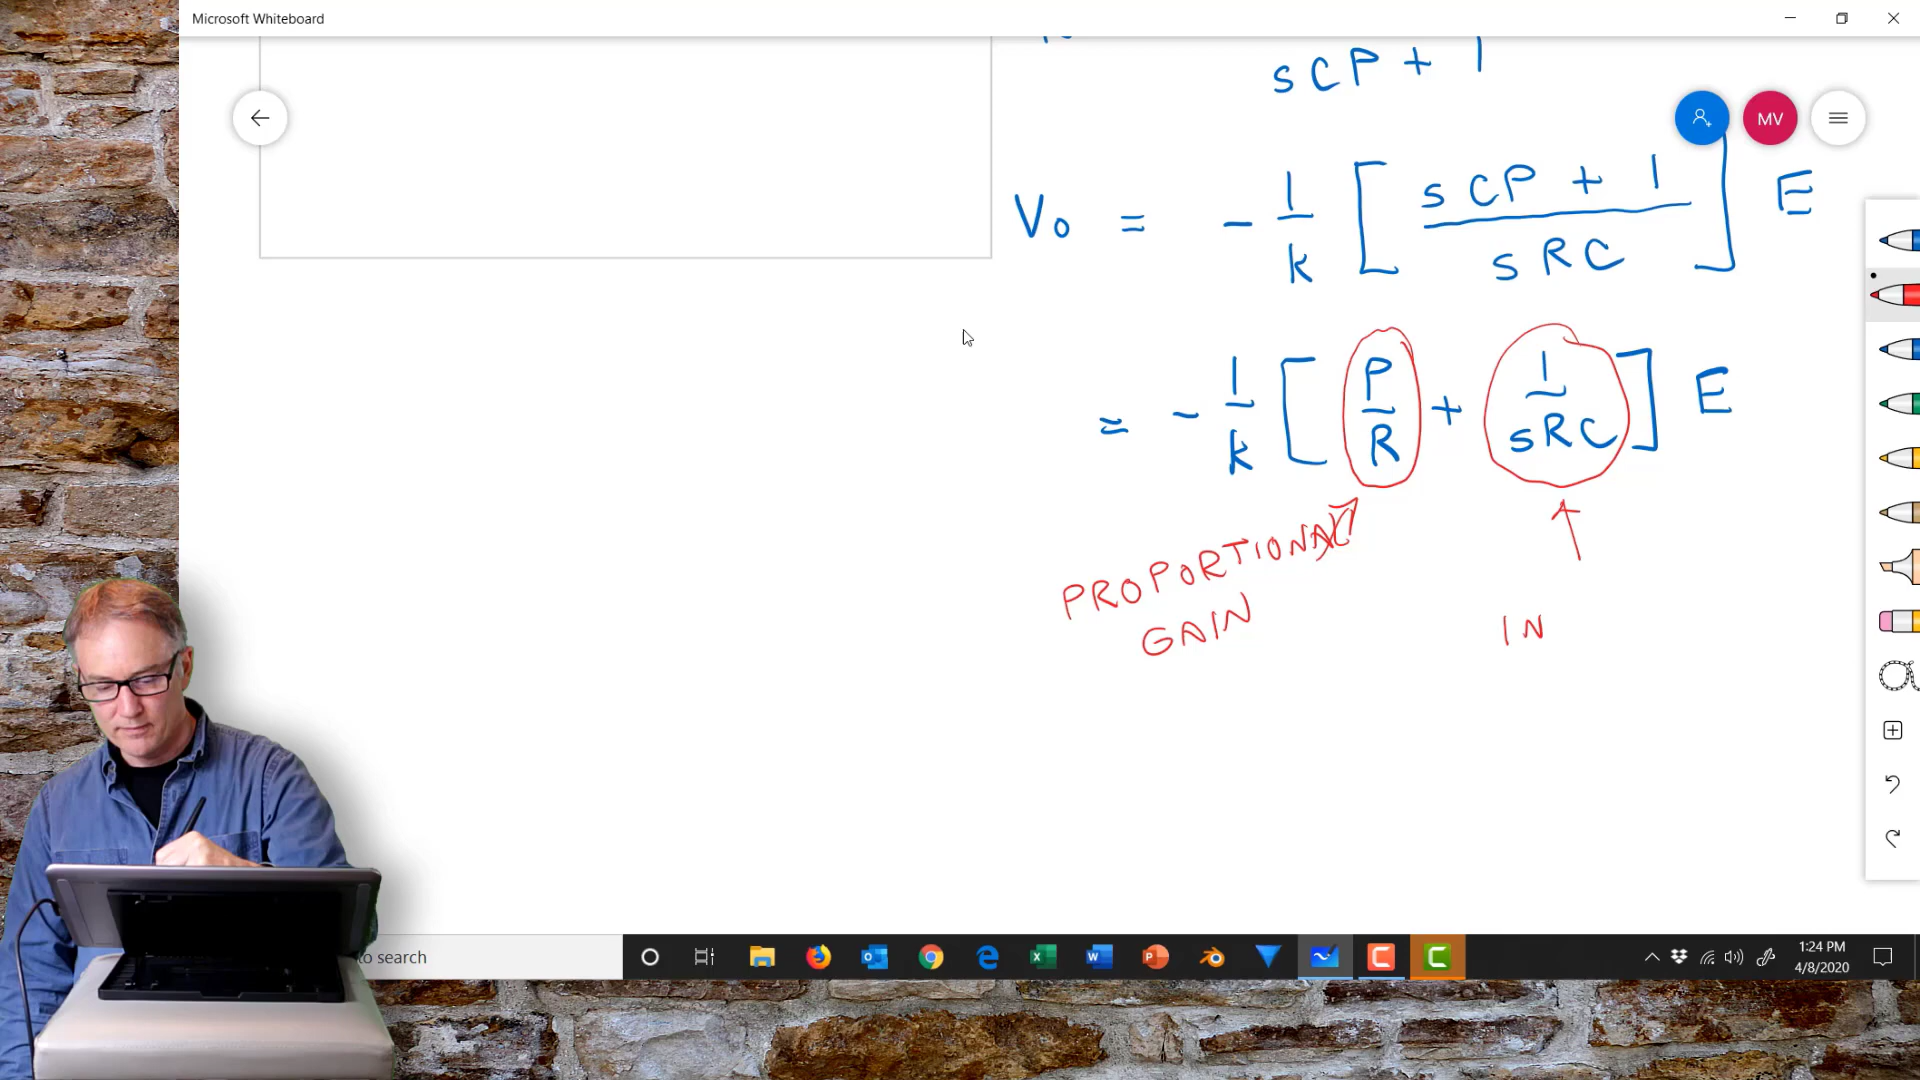 Microsoft Whiteboard
sCP + 1
MV
Vo = - 1/k [ sCP + 1 / sRC ] E
= - 1/k [ P/R + 1/sRC ] E
PROPORTIONAL
GAIN
IN
to search
1:24 PM
4/8/2020